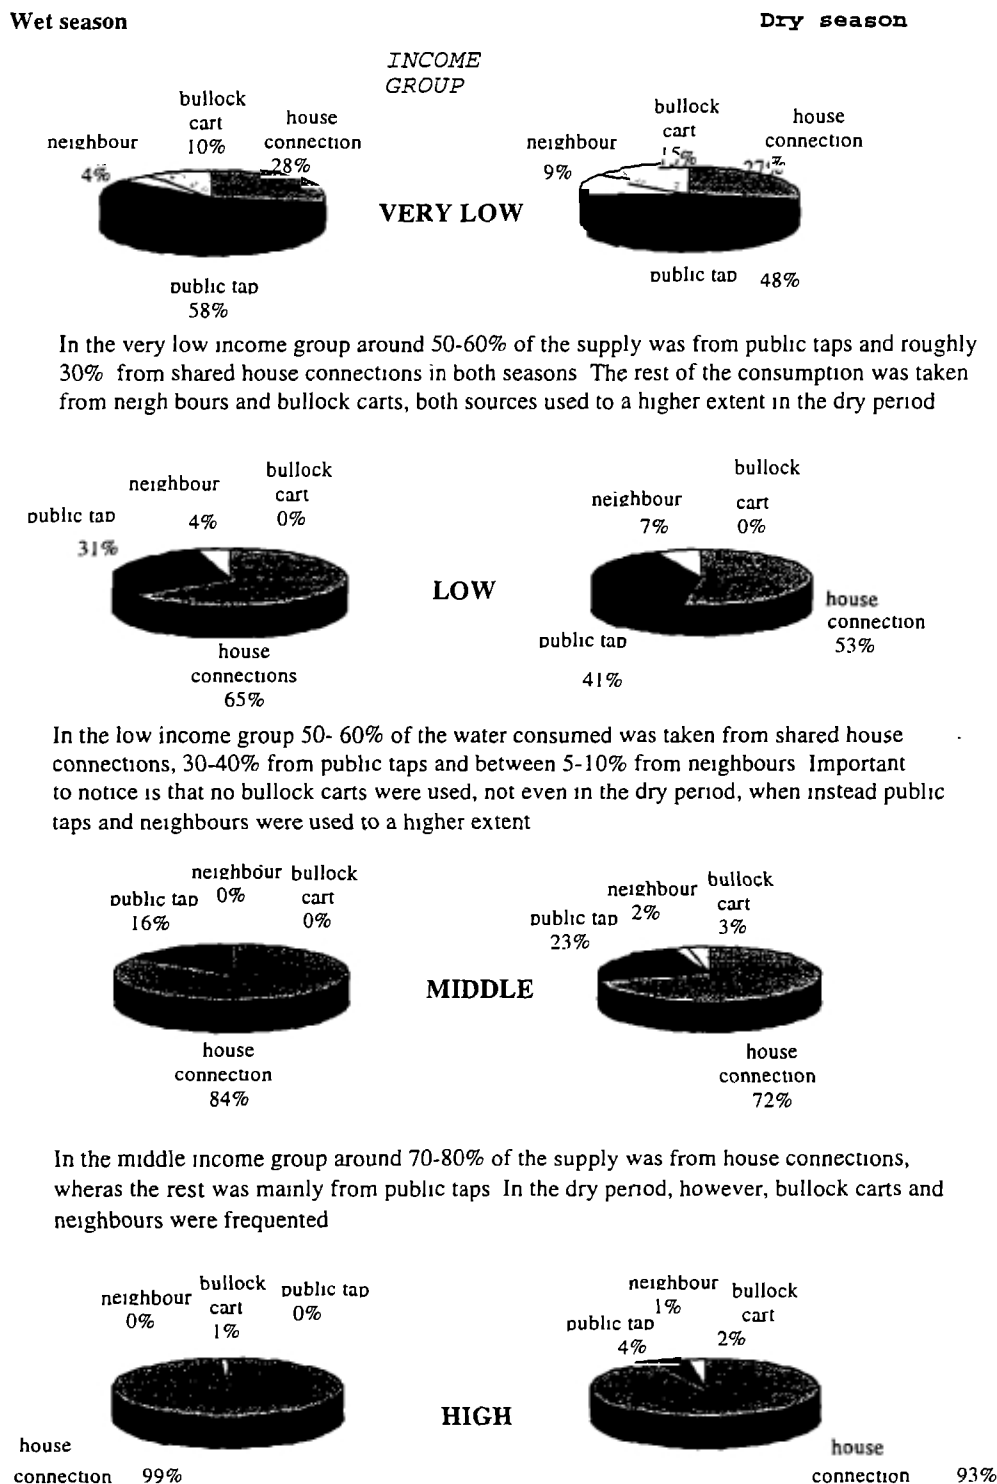 Wet season
Dry season
INCOME
GROUP
bullock
cart
10%
house
connection
28%
neighbour
4%
public tap
58%
VERY LOW
bullock
cart
15%
house
connection
neighbour
9%
public tap 48%
In the very low income group around 50-60% of the supply was from public taps and roughly
30% from shared house connections in both seasons The rest of the consumption was taken
from neigh bours and bullock carts, both sources used to a higher extent in the dry period
bullock
cart
0%
neighbour
4%
public tap
31%
house
connections
65%
LOW
bullock
cart
0%
neighbour
7%
house
connection
53%
public tap
41%
In the low income group 50- 60% of the water consumed was taken from shared house
connections, 30-40% from public taps and between 5-10% from neighbours Important
to notice is that no bullock carts were used, not even in the dry period, when instead public
taps and neighbours were used to a higher extent
neighbour
0%
bullock
cart
0%
public tap
16%
house
connection
84%
MIDDLE
neighbour
2%
bullock
cart
3%
public tap
23%
house
connection
72%
In the middle income group around 70-80% of the supply was from house connections,
wheras the rest was mainly from public taps In the dry period, however, bullock carts and
neighbours were frequented
neighbour
0%
bullock
cart
1%
public tap
0%
house
connection 99%
HIGH
neighbour
1%
bullock
cart
2%
public tap
4%
house
connection 93%